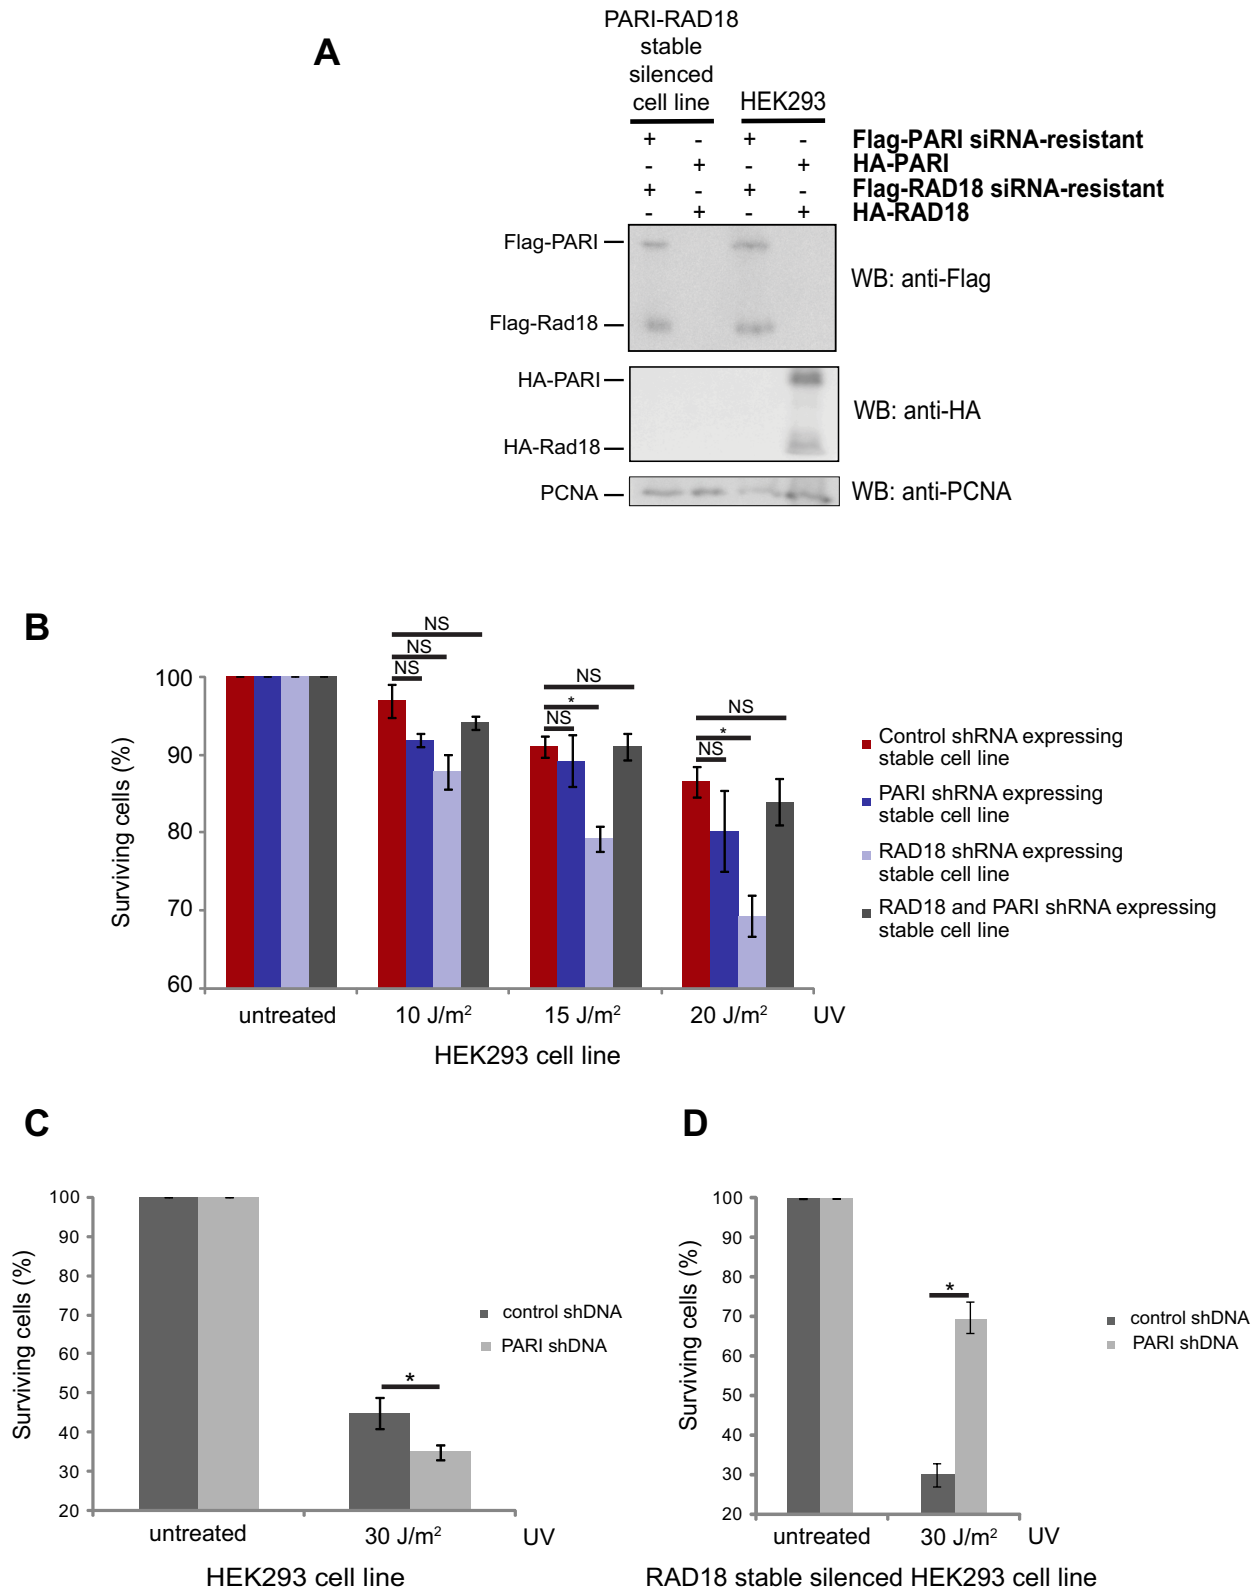 A
PARI-RAD18
stable
silenced
cell line
HEK293
+ - + - Flag-PARI siRNA-resistant
- + - + HA-PARI
+ - + - Flag-RAD18 siRNA-resistant
- + - + HA-RAD18
Flag-PARI
Flag-Rad18
WB: anti-Flag
HA-PARI
HA-Rad18
WB: anti-HA
PCNA
WB: anti-PCNA
B
Surviving cells (%)
100
90
80
70
60
NS
NS
NS
NS
*
NS
NS
*
NS
untreated
10 J/m²
15 J/m²
20 J/m²
UV
HEK293 cell line
Control shRNA expressing
stable cell line
PARI shRNA expressing
stable cell line
RAD18 shRNA expressing
stable cell line
RAD18 and PARI shRNA expressing
stable cell line
C
Surviving cells (%)
100
90
80
70
60
50
40
30
20
*
control shDNA
PARI shDNA
untreated
30 J/m²
UV
HEK293 cell line
D
Surviving cells (%)
100
90
80
70
60
50
40
30
20
*
control shDNA
PARI shDNA
untreated
30 J/m²
UV
RAD18 stable silenced HEK293 cell line